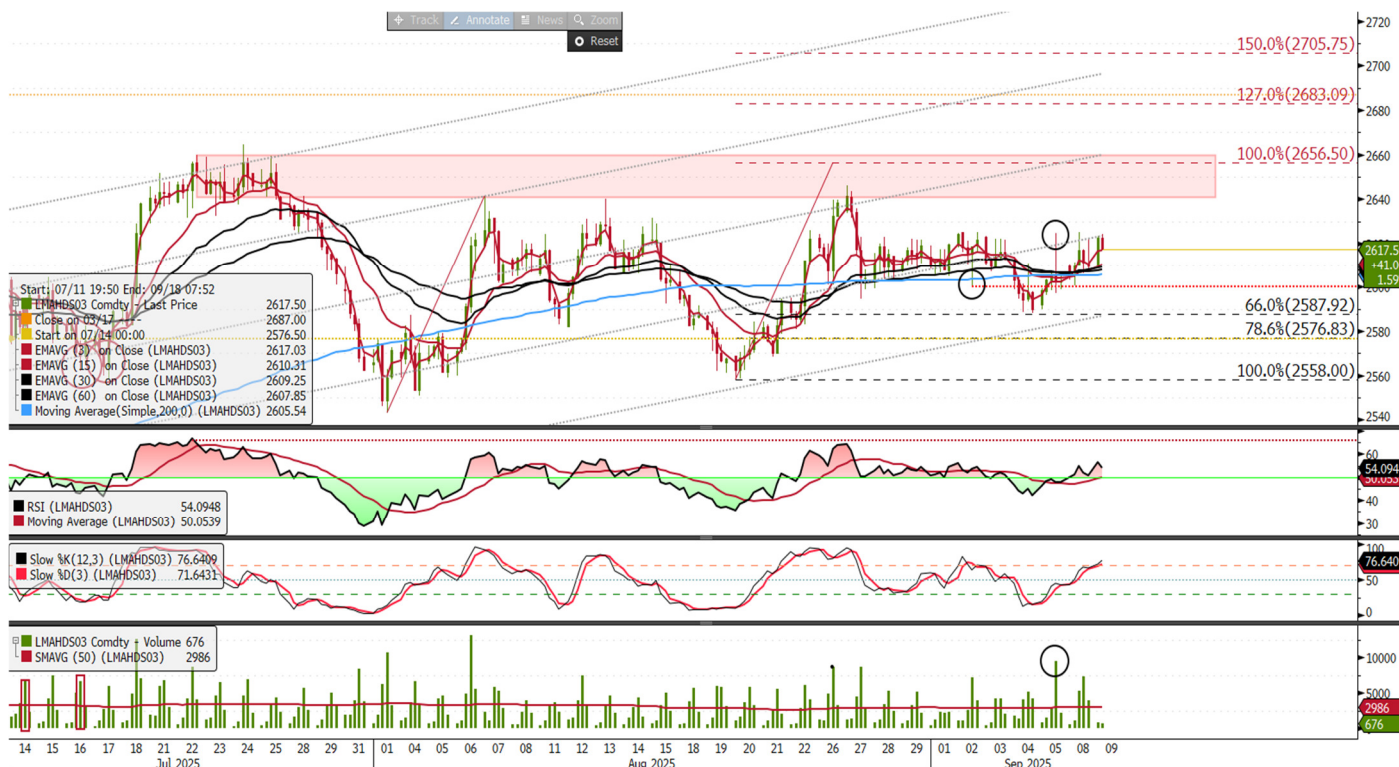 Track Annotate News Zoom
Reset
2720
2700
2680
2660
2640
2600
2580
2560
2540
150.0%(2705.75)
127.0%(2683.09)
100.0%(2656.50)
66.0%(2587.92)
78.6%(2576.83)
100.0%(2558.00)
2617.5
+41.0
1.59
Start: 07/11 19:50 End: 09/18 07:52
LMAHDS03 Comdty - Last Price 2617.50
Close on 03/17 ---- 2687.00
Start on 07/14 00:00 2576.50
EMAVG (3) on Close (LMAHDS03) 2617.03
EMAVG (15) on Close (LMAHDS03) 2610.31
EMAVG (30) on Close (LMAHDS03) 2609.25
EMAVG (60) on Close (LMAHDS03) 2607.85
Moving Average(Simple,200,0) (LMAHDS03) 2605.54
60
54.094
50.053
40
30
RSI (LMAHDS03) 54.0948
Moving Average (LMAHDS03) 50.0539
100
76.640
50
0
Slow %K(12,3) (LMAHDS03) 76.6409
Slow %D(3) (LMAHDS03) 71.6431
LMAHDS03 Comdty - Volume 676
SMAVG (50) (LMAHDS03) 2986
10000
5000
2986
676
14 15 16 17 18 21 22 23 24 25 28 29 30 31 01 04 05 06 07 08 11 12 13 14 15 18 19 20 21 22 26 27 28 29 01 02 03 04 05 08 09
Jul 2025 Aug 2025 Sep 2025